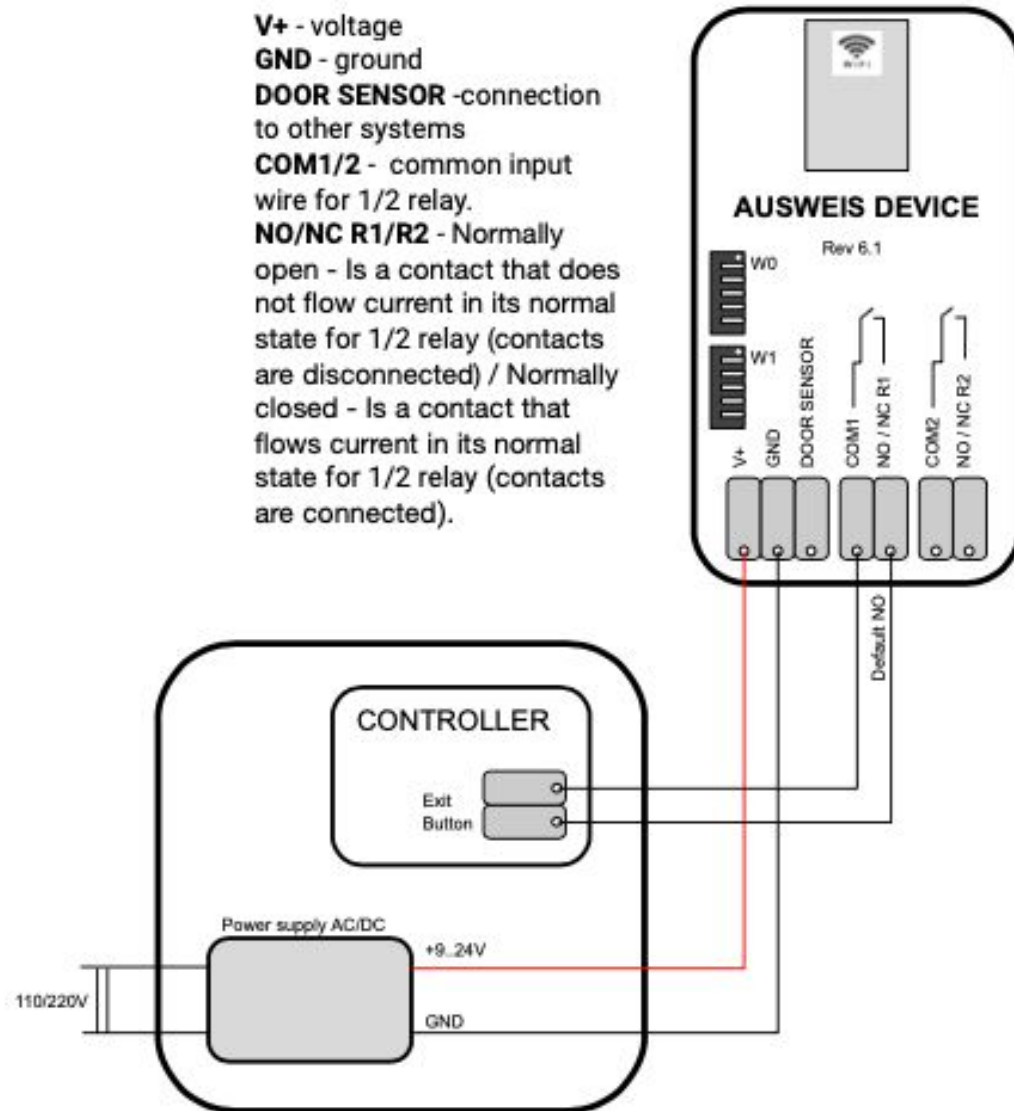 V+ - voltage
GND - ground
DOOR SENSOR -connection
to other systems
COM1/2 - common input
wire for 1/2 relay.
NO/NC R1/R2 - Normally
open - Is a contact that does
not flow current in its normal
state for 1/2 relay (contacts
are disconnected) / Normally
closed - Is a contact that
flows current in its normal
state for 1/2 relay (contacts
are connected).
WiFi
AUSWEIS DEVICE
Rev 6.1
W0
W1
V+
GND
DOOR SENSOR
COM1
NO / NC R1
COM2
NO / NC R2
Default NO
CONTROLLER
Exit
Button
Power supply AC/DC
+9..24V
110/220V
GND